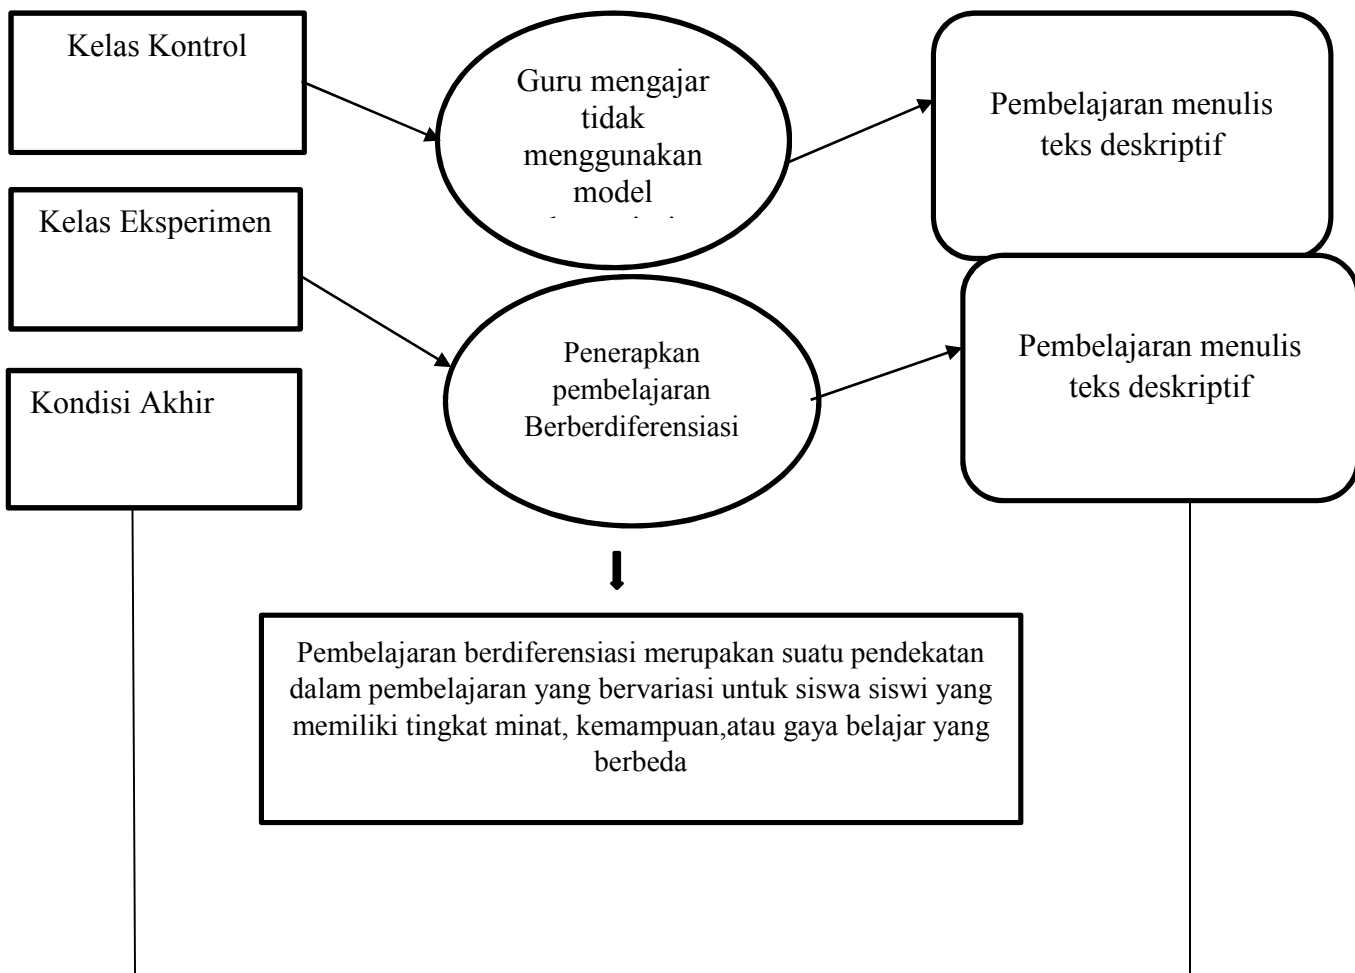 Kelas Kontrol
Guru mengajar
tidak
menggunakan
model
Pembelajaran menulis
teks deskriptif
Kelas Eksperimen
Penerapkan
pembelajaran
Berberdiferensiasi
Pembelajaran menulis
teks deskriptif
Kondisi Akhir
Pembelajaran berdiferensiasi merupakan suatu pendekatan
dalam pembelajaran yang bervariasi untuk siswa siswi yang
memiliki tingkat minat, kemampuan,atau gaya belajar yang
berbeda